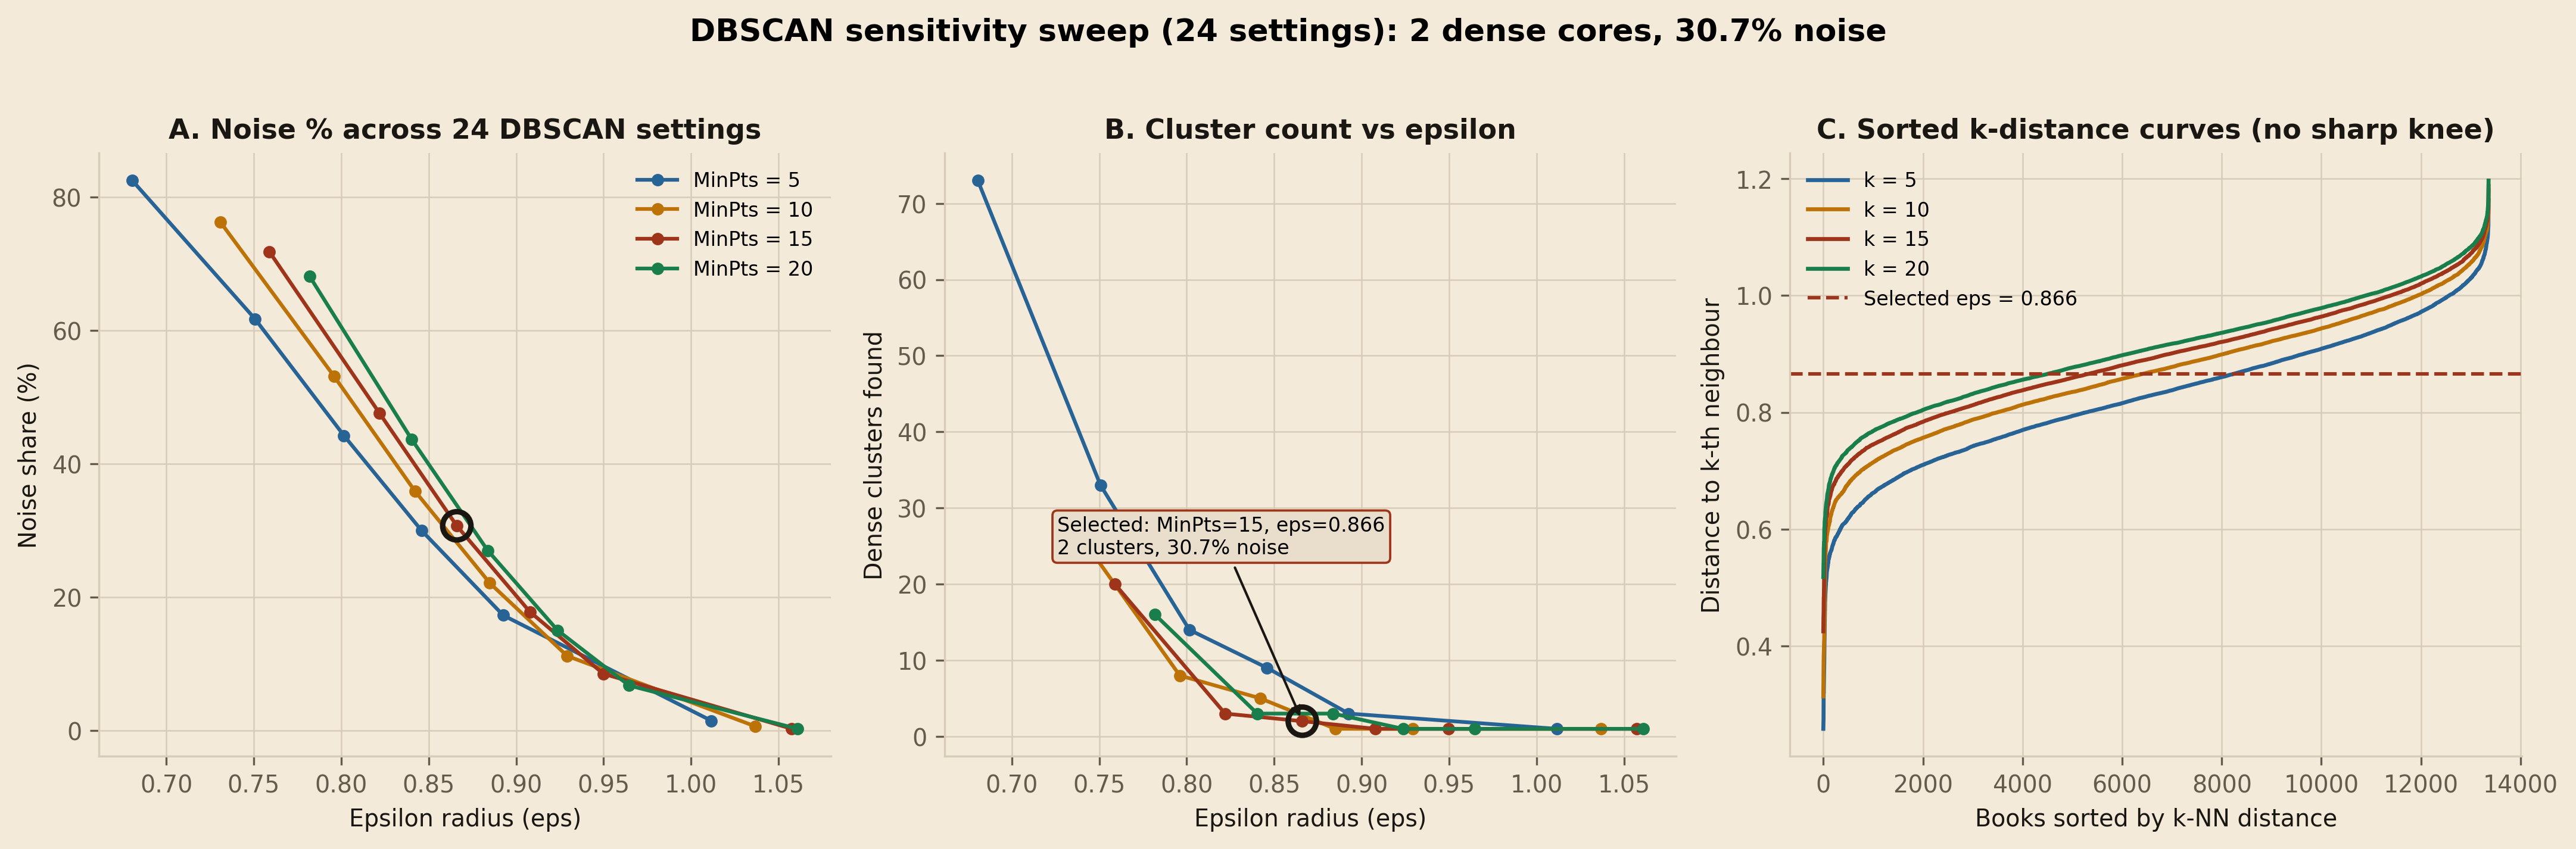 DBSCAN sensitivity sweep (24 settings): 2 dense cores, 30.7% noise
A. Noise % across 24 DBSCAN settings
Noise share (%)
80
60
40
20
0
MinPts = 5
MinPts = 10
MinPts = 15
MinPts = 20
0.70 0.75 0.80 0.85 0.90 0.95 1.00 1.05
Epsilon radius (eps)
B. Cluster count vs epsilon
Dense clusters found
70
60
50
40
30
20
10
0
Selected: MinPts=15, eps=0.866
2 clusters, 30.7% noise
0.70 0.75 0.80 0.85 0.90 0.95 1.00 1.05
Epsilon radius (eps)
C. Sorted k-distance curves (no sharp knee)
Distance to k-th neighbour
1.2
1.0
0.8
0.6
0.4
k = 5
k = 10
k = 15
k = 20
Selected eps = 0.866
0 2000 4000 6000 8000 10000 12000 14000
Books sorted by k-NN distance